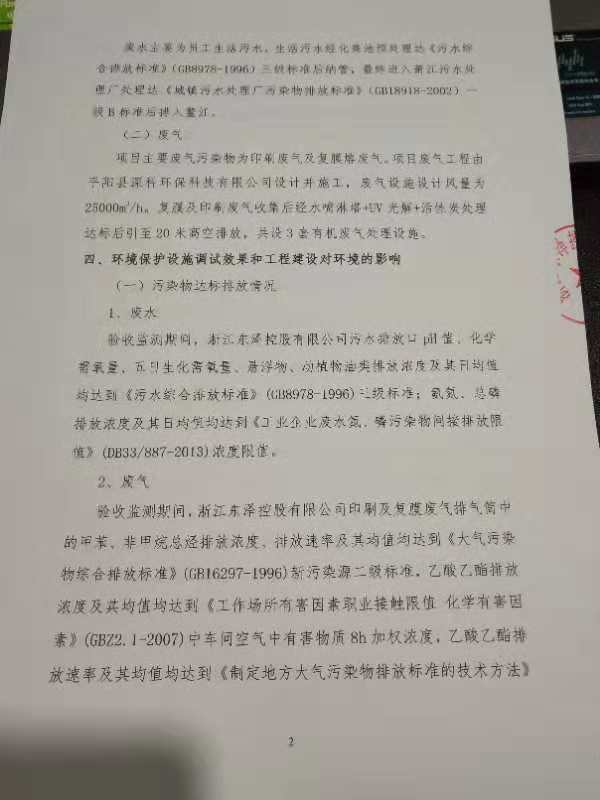 废水主要为员工生活污水。生活污水经化粪池预处理达《污水综
合排放标准》（GB8978-1996）三级标准后纳管，最终进入萧江污水处
理厂处理达《城镇污水处理厂污染物排放标准》（GB18918-2002）一
级B标准后排入鳌江。
（二）废气
项目主要废气污染物为印刷废气及复膜熔废气。项目废气工程由
平阳县源科环保科技有限公司设计并施工，废气设施设计风量为
25000m³/h。复膜及印刷废气收集后经水喷淋塔+UV光解+活性炭处理
达标后引至20米高空排放，共设3套有机废气处理设施。
四、环境保护设施调试效果和工程建设对环境的影响
（一）污染物达标排放情况
1、废水
验收监测期间，浙江东泽控股有限公司污水排放口pH值、化学
需氧量、五日生化需氧量、悬浮物、动植物油类排放浓度及其日均值
均达到《污水综合排放标准》(GB8978-1996)三级标准；氨氮、总磷
排放浓度及其日均值均达到《工业企业废水氮、磷污染物间接排放限
值》(DB33/887-2013)浓度限值。
2、废气
验收监测期间，浙江东泽控股有限公司印刷及复膜废气排气筒中
的甲苯、非甲烷总烃排放浓度、排放速率及其均值均达到《大气污染
物综合排放标准》(GB16297-1996)新污染源二级标准，乙酸乙酯排放
浓度及其均值均达到《工作场所有害因素职业接触限值 化学有害因
素》(GBZ2.1-2007)中车间空气中有害物质8h加权浓度，乙酸乙酯排
放速率及其均值均达到《制定地方大气污染物排放标准的技术方法》
2